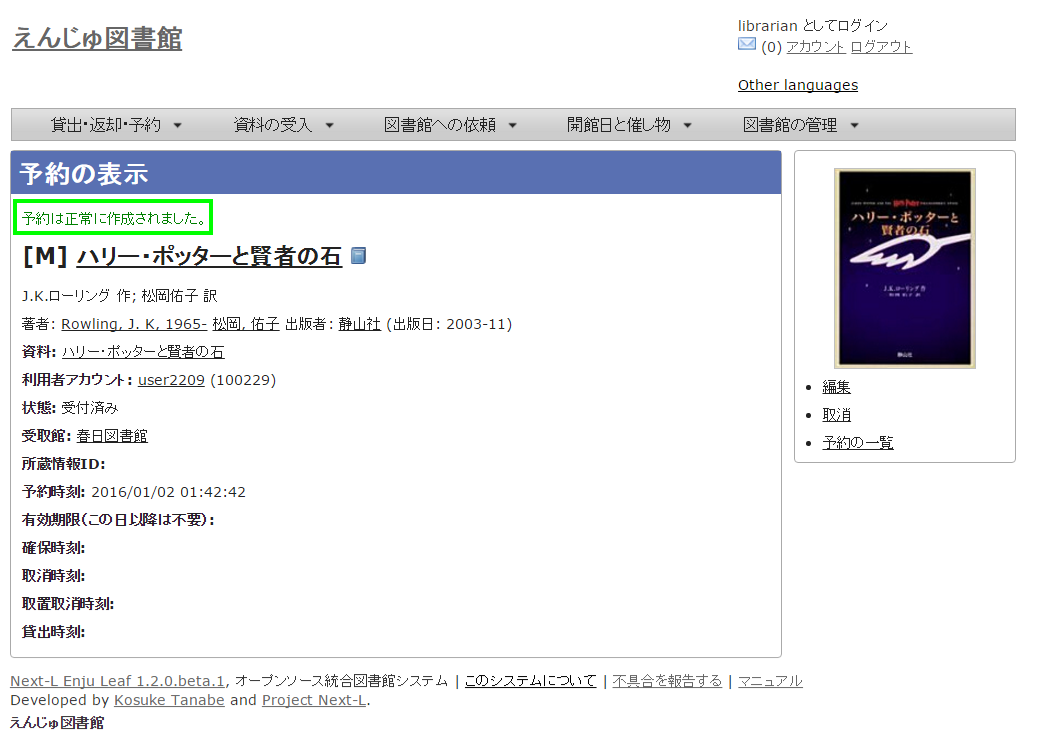 えんじゅ図書館
librarian としてログイン
(0) アカウント ログアウト
Other languages
貸出・返却・予約 資料の受入 図書館への依頼 開館日と催し物 図書館の管理
予約の表示
予約は正常に作成されました。
[M] ハリー・ポッターと賢者の石
J.K.ローリング 作; 松岡佑子 訳
著者: Rowling, J. K, 1965- 松岡, 佑子 出版者: 静山社 (出版日: 2003-11)
資料: ハリー・ポッターと賢者の石
利用者アカウント: user2209 (100229)
状態: 受付済み
受取館: 春日図書館
所蔵情報ID:
予約時刻: 2016/01/02 01:42:42
有効期限(この日以降は不要):
確保時刻:
取消時刻:
取置取消時刻:
貸出時刻:
Harry Potter
ハリー・ポッターと
賢者の石
J.K.ローリング 作
静山社
編集
取消
予約の一覧
Next-L Enju Leaf 1.2.0.beta.1, オープンソース統合図書館システム | このシステムについて | 不具合を報告する | マニュアル
Developed by Kosuke Tanabe and Project Next-L.
えんじゅ図書館